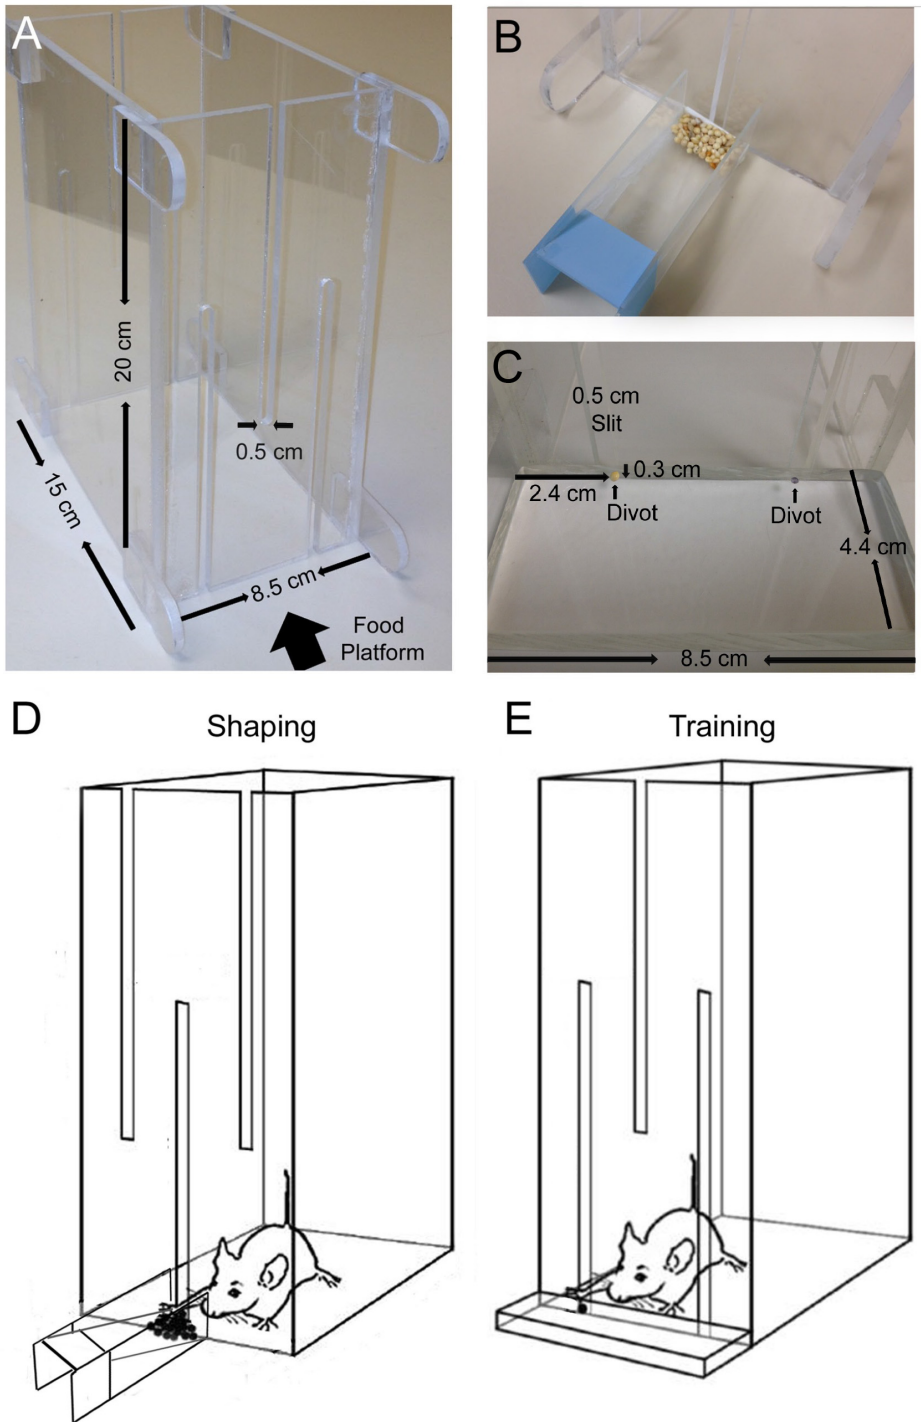 A
20 cm
0.5 cm
15 cm
8.5 cm
Food
Platform
B
C
0.5 cm
Slit
0.3 cm
2.4 cm
Divot
Divot
4.4 cm
8.5 cm
D
Shaping
E
Training